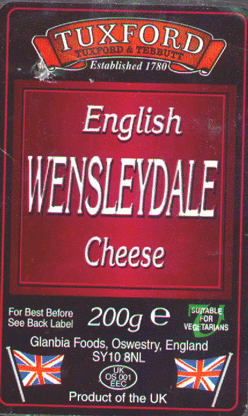 TUXFORD
TUXFORD & TEBBUTT
Established 1780
English
WENSLEYDALE
Cheese
For Best Before
See Back Label
200g e
SUITABLE
FOR
VEGETARIANS
Glanbia Foods, Oswestry, England
SY10 8NL
UK
OS 001
EEC
Product of the UK